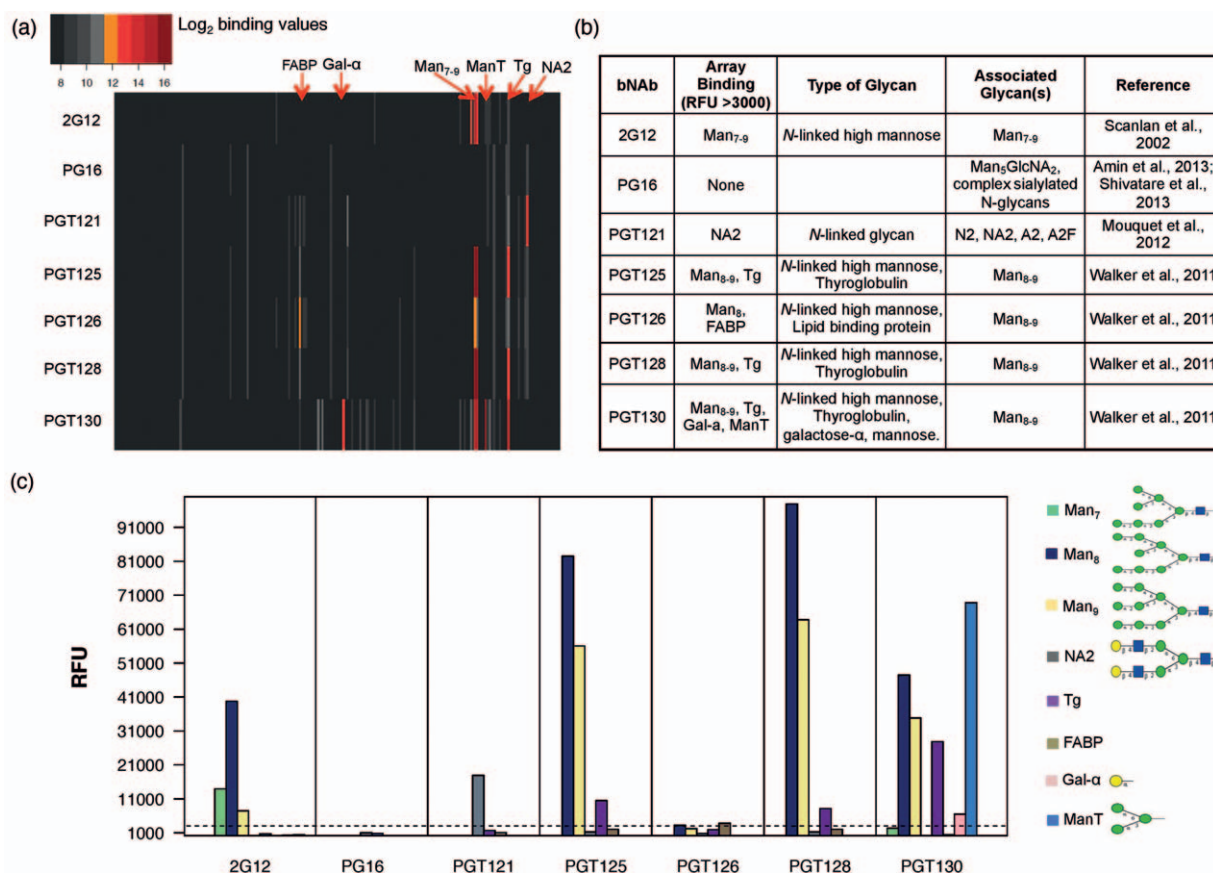 (a)
Log₂ binding values
8 10 12 14 16
FABP Gal-α Man₇₋₉ ManT Tg NA2
2G12
PG16
PGT121
PGT125
PGT126
PGT128
PGT130
(b)
bNAb | Array Binding (RFU >3000) | Type of Glycan | Associated Glycan(s) | Reference
2G12 | Man₇₋₉ | N-linked high mannose | Man₇₋₉ | Scanlan et al., 2002
PG16 | None | | Man₅GlcNA₂, complex sialylated N-glycans | Amin et al., 2013; Shivatare et al., 2013
PGT121 | NA2 | N-linked glycan | N2, NA2, A2, A2F | Mouquet et al., 2012
PGT125 | Man₈₋₉, Tg | N-linked high mannose, Thyroglobulin | Man₈₋₉ | Walker et al., 2011
PGT126 | Man₈, FABP | N-linked high mannose, Lipid binding protein | Man₈₋₉ | Walker et al., 2011
PGT128 | Man₈₋₉, Tg | N-linked high mannose, Thyroglobulin | Man₈₋₉ | Walker et al., 2011
PGT130 | Man₈₋₉, Tg, Gal-a, ManT | N-linked high mannose, Thyroglobulin, galactose-α, mannose. | Man₈₋₉ | Walker et al., 2011
(c)
RFU
91000
81000
71000
61000
51000
41000
31000
21000
11000
1000
2G12 PG16 PGT121 PGT125 PGT126 PGT128 PGT130
Man₇
Man₈
Man₉
NA2
Tg
FABP
Gal-α
ManT